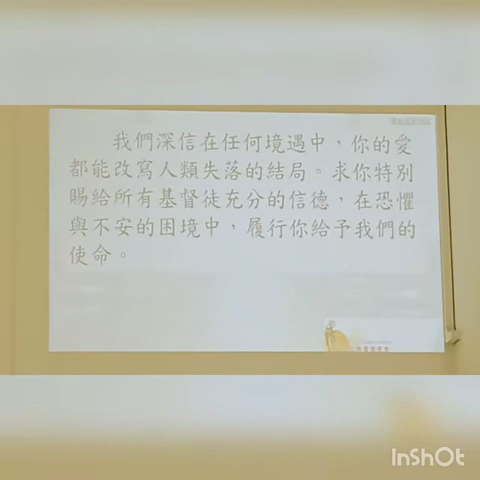 我們深信在任何境遇中，你的愛
都能改寫人類失落的結局。求你特別
賜給所有基督徒充分的信德，在恐懼
與不安的困境中，履行你給予我們的
使命。
InShOt